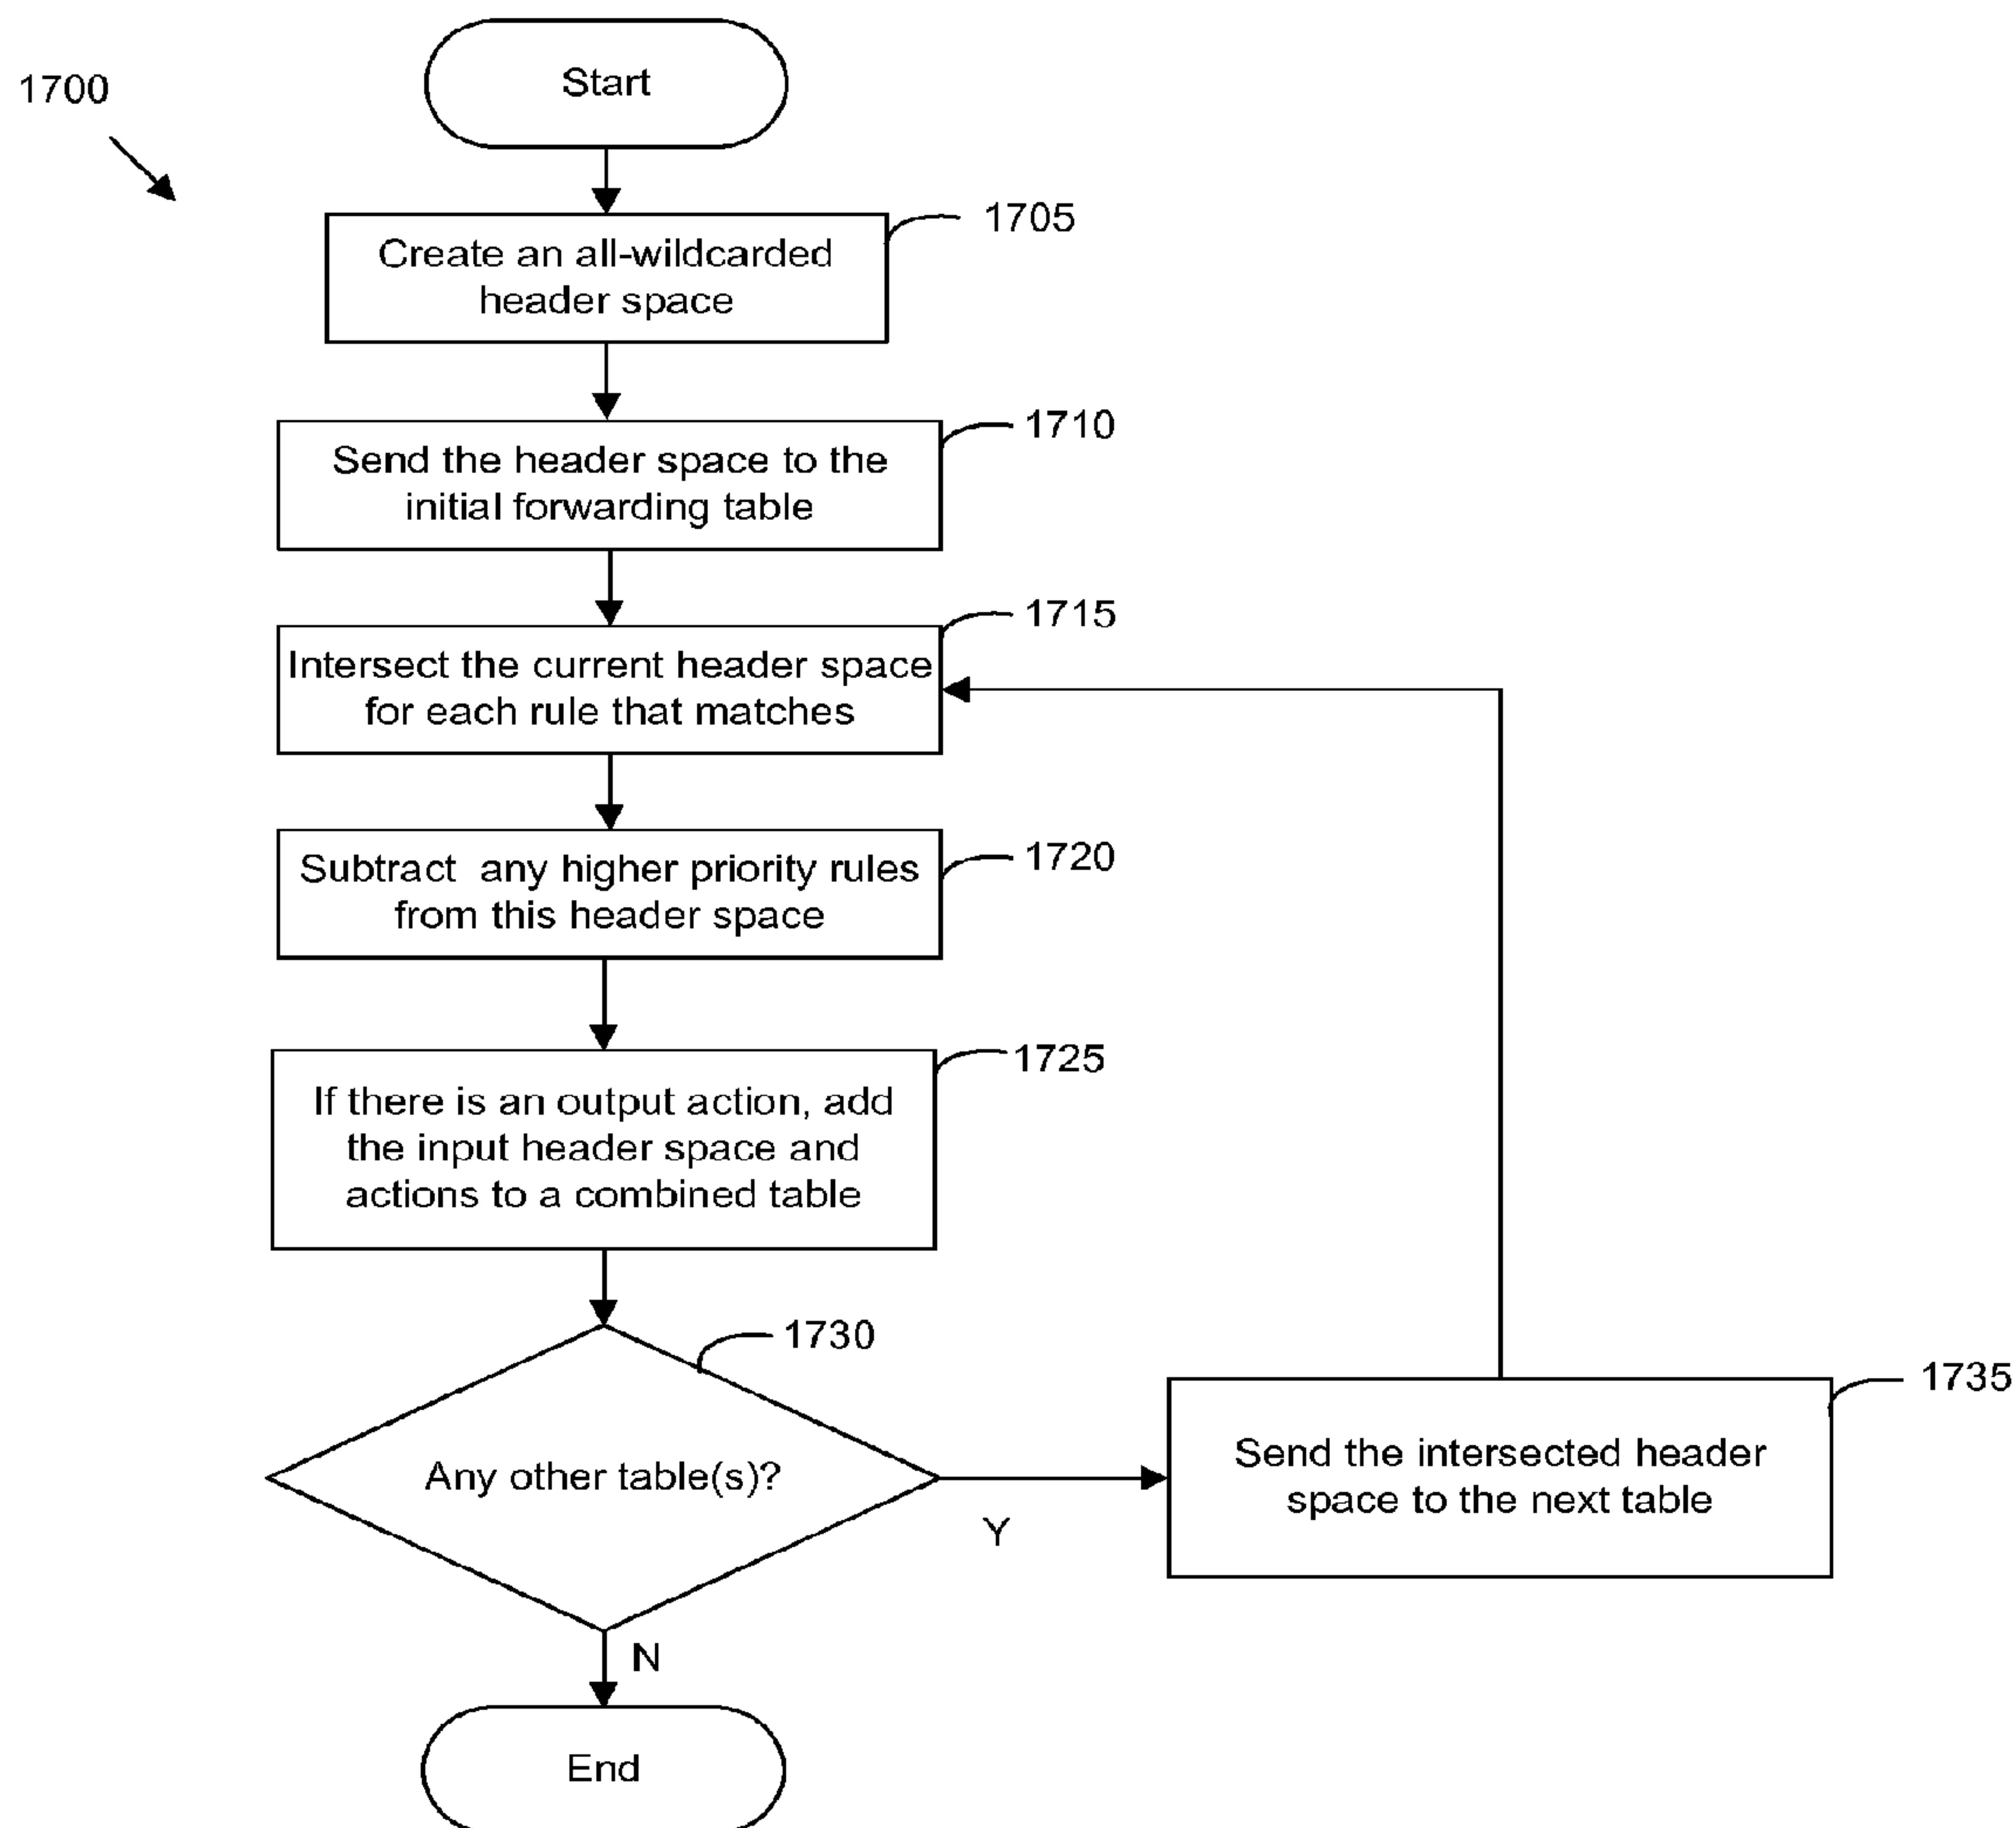 1700
Start
1705
Create an all-wildcarded
header space
1710
Send the header space to the
initial forwarding table
1715
Intersect the current header space
for each rule that matches
1720
Subtract any higher priority rules
from this header space
1725
If there is an output action, add
the input header space and
actions to a combined table
1730
Any other table(s)?
Y
1735
Send the intersected header
space to the next table
N
End